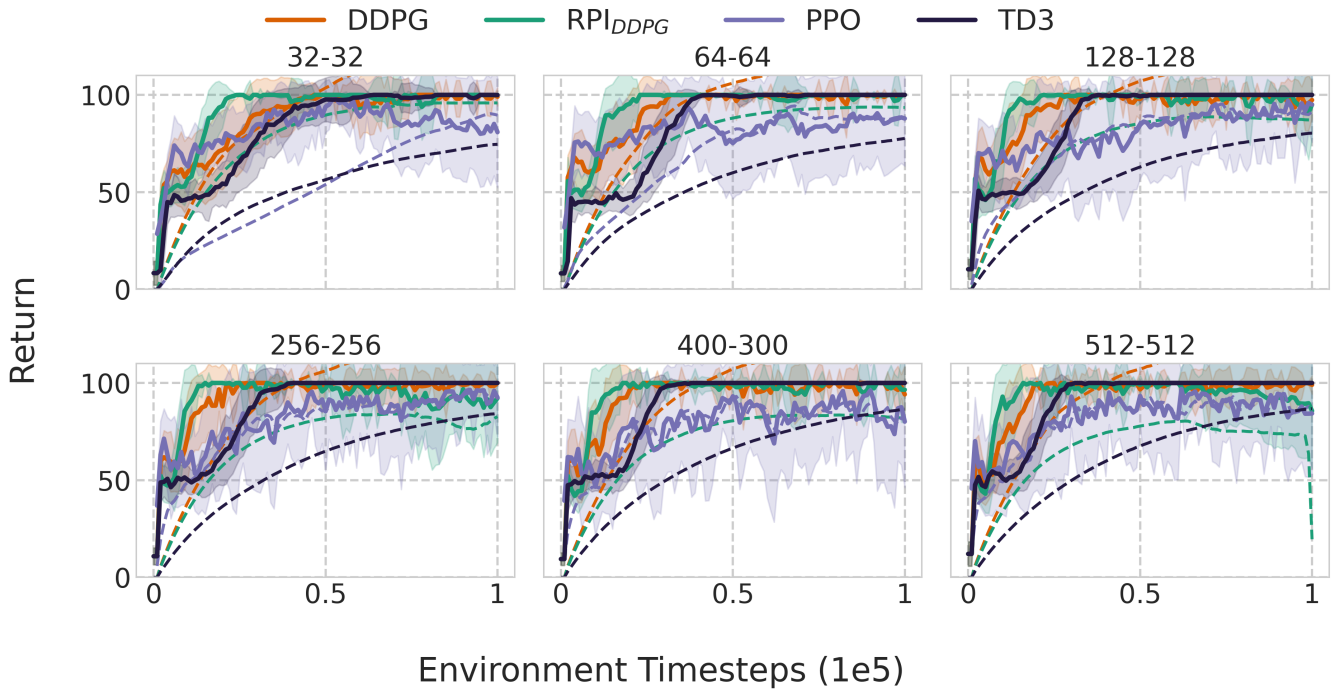 DDPG RPI_DDPG PPO TD3
32-32 64-64 128-128
100
50
0
Return
256-256 400-300 512-512
100
50
0
0 0.5 1 0 0.5 1 0 0.5 1
Environment Timesteps (1e5)